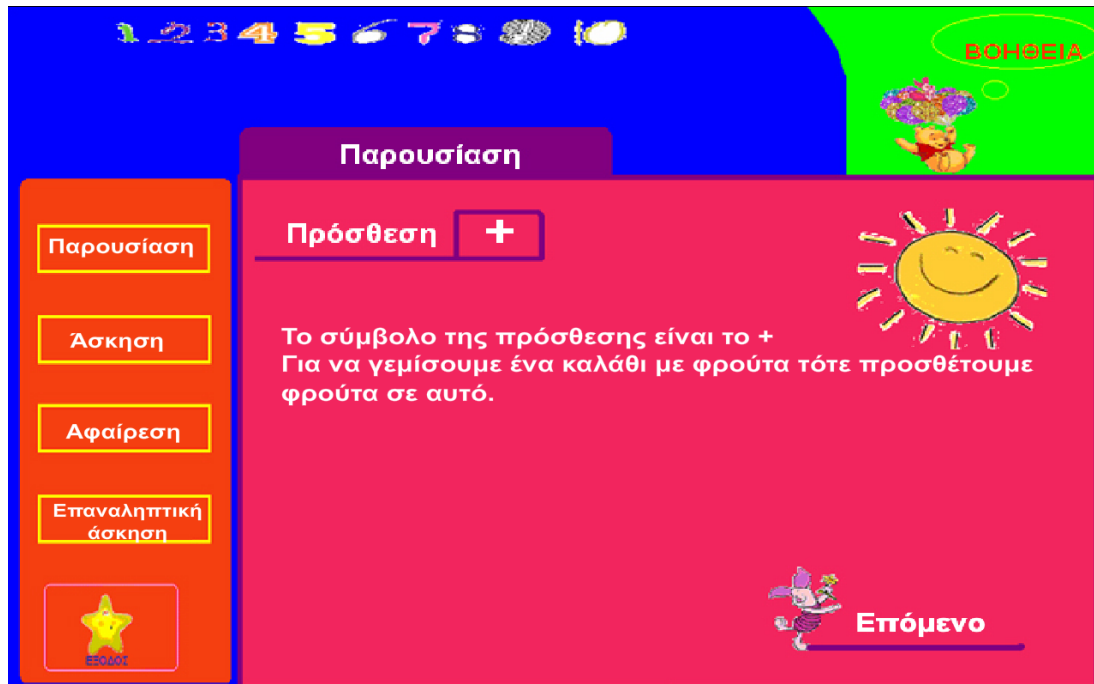 1 2 3 4 5 6 7 8 9 10
ΒΟΗΘΕΙΑ
Παρουσίαση
Πρόσθεση +
Παρουσίαση
Άσκηση
Αφαίρεση
Επαναληπτική
άσκηση
ΕΞΟΔΟΣ
Το σύμβολο της πρόσθεσης είναι το +
Για να γεμίσουμε ένα καλάθι με φρούτα τότε προσθέτουμε
φρούτα σε αυτό.
Επόμενο